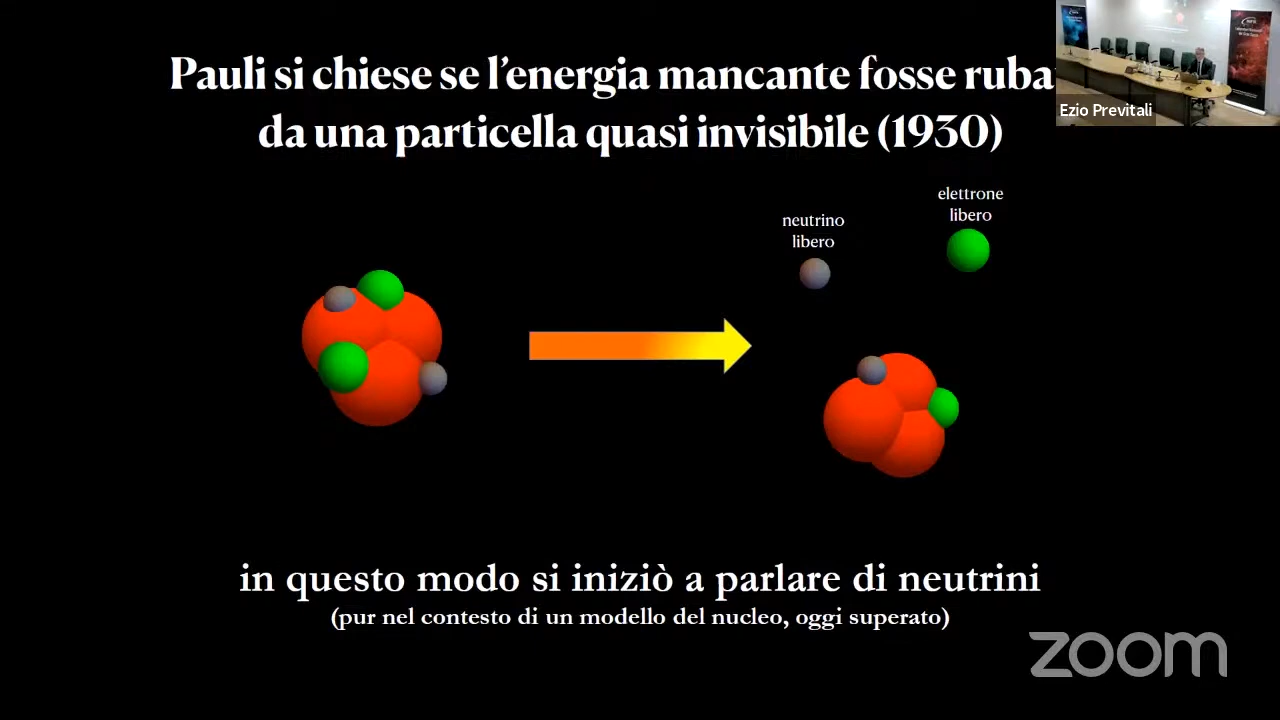 Pauli si chiese se l'energia mancante fosse ruba
da una particella quasi invisibile (1930)
Ezio Previtali
elettrone
libero
neutrino
libero
in questo modo si iniziò a parlare di neutrini
(pur nel contesto di un modello del nucleo, oggi superato)
zoom